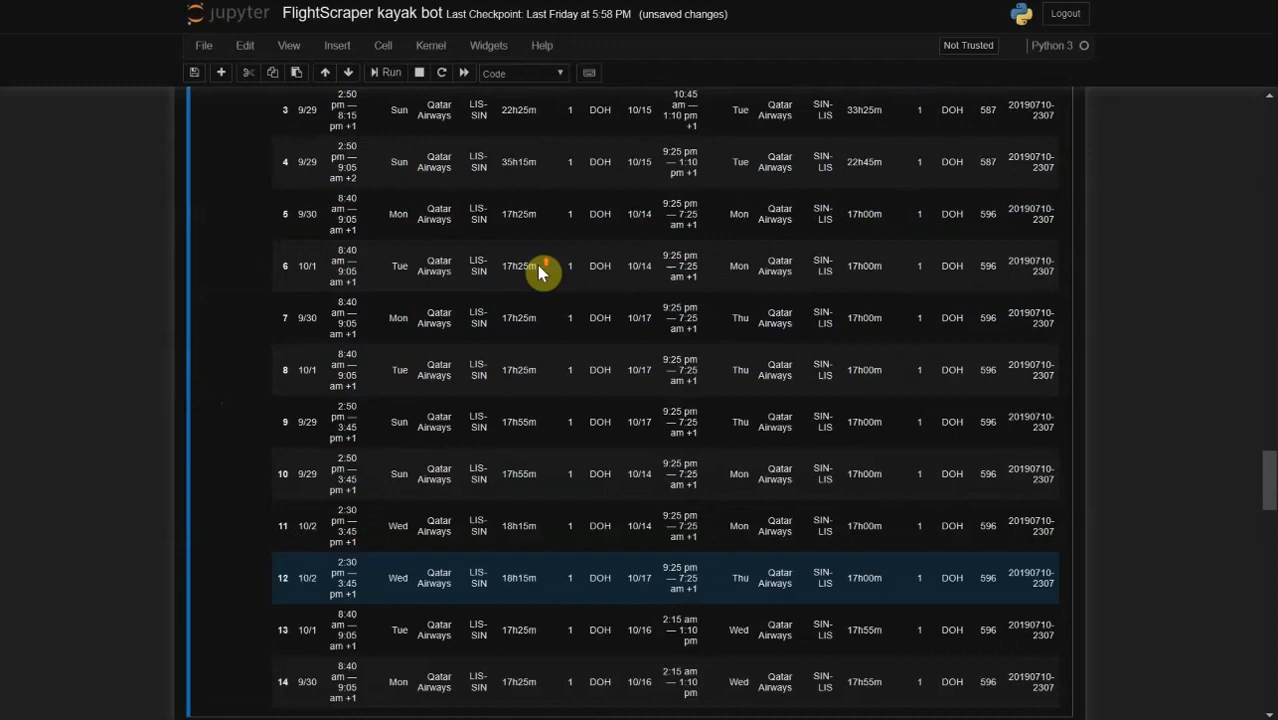 jupyter FlightScraper kayak bot Last Checkpoint: Last Friday at 5:58 PM (unsaved changes) Logout
File Edit View Insert Cell Kernel Widgets Help Not Trusted Python 3
Run Code
3 9/29 2:50 pm — 8:15 pm +1 Sun Qatar Airways LIS-SIN 22h25m 1 DOH 10/15 10:45 am — 1:10 pm +1 Tue Qatar Airways SIN-LIS 33h25m 1 DOH 587 20190710-2307
4 9/29 2:50 pm — 9:05 am +2 Sun Qatar Airways LIS-SIN 35h15m 1 DOH 10/15 9:25 pm — 1:10 pm +1 Tue Qatar Airways SIN-LIS 22h45m 1 DOH 587 20190710-2307
5 9/30 8:40 am — 9:05 am +1 Mon Qatar Airways LIS-SIN 17h25m 1 DOH 10/14 9:25 pm — 7:25 am +1 Mon Qatar Airways SIN-LIS 17h00m 1 DOH 596 20190710-2307
6 10/1 8:40 am — 9:05 am +1 Tue Qatar Airways LIS-SIN 17h25m 1 DOH 10/14 9:25 pm — 7:25 am +1 Mon Qatar Airways SIN-LIS 17h00m 1 DOH 596 20190710-2307
7 9/30 8:40 am — 9:05 am +1 Mon Qatar Airways LIS-SIN 17h25m 1 DOH 10/17 9:25 pm — 7:25 am +1 Thu Qatar Airways SIN-LIS 17h00m 1 DOH 596 20190710-2307
8 10/1 8:40 am — 9:05 am +1 Tue Qatar Airways LIS-SIN 17h25m 1 DOH 10/17 9:25 pm — 7:25 am +1 Thu Qatar Airways SIN-LIS 17h00m 1 DOH 596 20190710-2307
9 9/29 2:50 pm — 3:45 pm +1 Sun Qatar Airways LIS-SIN 17h55m 1 DOH 10/17 9:25 pm — 7:25 am +1 Thu Qatar Airways SIN-LIS 17h00m 1 DOH 596 20190710-2307
10 9/29 2:50 pm — 3:45 pm +1 Sun Qatar Airways LIS-SIN 17h55m 1 DOH 10/14 9:25 pm — 7:25 am +1 Mon Qatar Airways SIN-LIS 17h00m 1 DOH 596 20190710-2307
11 10/2 2:30 pm — 3:45 pm +1 Wed Qatar Airways LIS-SIN 18h15m 1 DOH 10/14 9:25 pm — 7:25 am +1 Mon Qatar Airways SIN-LIS 17h00m 1 DOH 596 20190710-2307
12 10/2 2:30 pm — 3:45 pm +1 Wed Qatar Airways LIS-SIN 18h15m 1 DOH 10/17 9:25 pm — 7:25 am +1 Thu Qatar Airways SIN-LIS 17h00m 1 DOH 596 20190710-2307
13 10/1 8:40 am — 9:05 am +1 Tue Qatar Airways LIS-SIN 17h25m 1 DOH 10/16 2:15 am — 1:10 pm Wed Qatar Airways SIN-LIS 17h55m 1 DOH 596 20190710-2307
14 9/30 8:40 am — 9:05 am +1 Mon Qatar Airways LIS-SIN 17h25m 1 DOH 10/16 2:15 am — 1:10 pm Wed Qatar Airways SIN-LIS 17h55m 1 DOH 596 20190710-2307